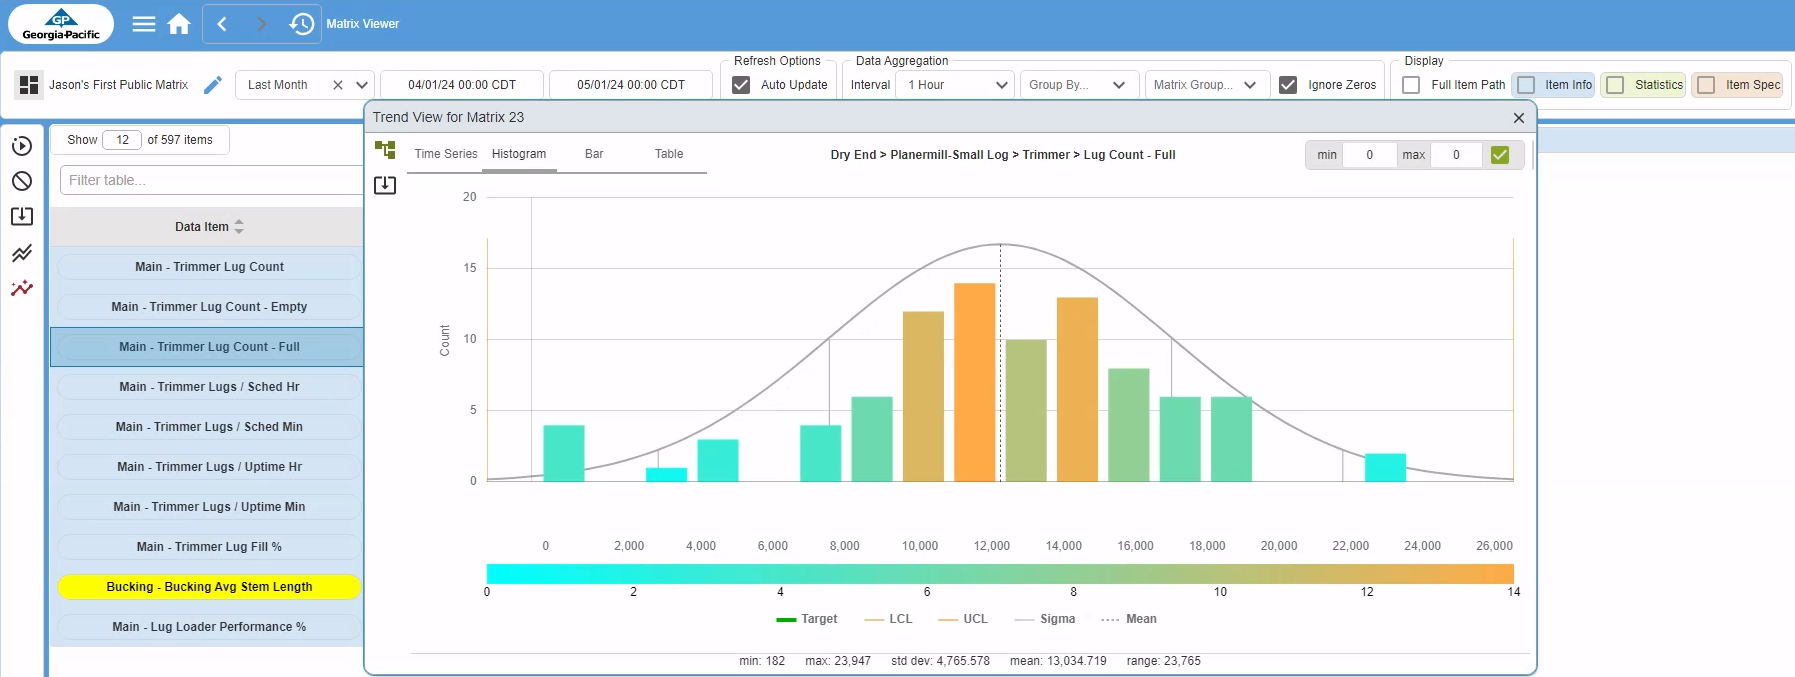 GP
Georgia-Pacific
Matrix Viewer
Refresh Options
Data Aggregation
Display
Jason's First Public Matrix
Last Month
04/01/24 00:00 CDT
05/01/24 00:00 CDT
Auto Update
Interval
1 Hour
Group By...
Matrix Group...
Ignore Zeros
Full Item Path
Item Info
Statistics
Item Spec
Show 12 of 597 items
Filter table...
Data Item
Main - Trimmer Lug Count
Main - Trimmer Lug Count - Empty
Main - Trimmer Lug Count - Full
Main - Trimmer Lugs / Sched Hr
Main - Trimmer Lugs / Sched Min
Main - Trimmer Lugs / Uptime Hr
Main - Trimmer Lugs / Uptime Min
Main - Trimmer Lug Fill %
Bucking - Bucking Avg Stem Length
Main - Lug Loader Performance %
Trend View for Matrix 23
Time Series Histogram Bar Table
Dry End > Planermill-Small Log > Trimmer > Lug Count - Full
min 0 max 0
20
15
10
5
0
Count
0 2,000 4,000 6,000 8,000 10,000 12,000 14,000 16,000 18,000 20,000 22,000 24,000 26,000
0 2 4 6 8 10 12 14
Target LCL UCL Sigma Mean
min: 182 max: 23,947 std dev: 4,765.578 mean: 13,034.719 range: 23,765